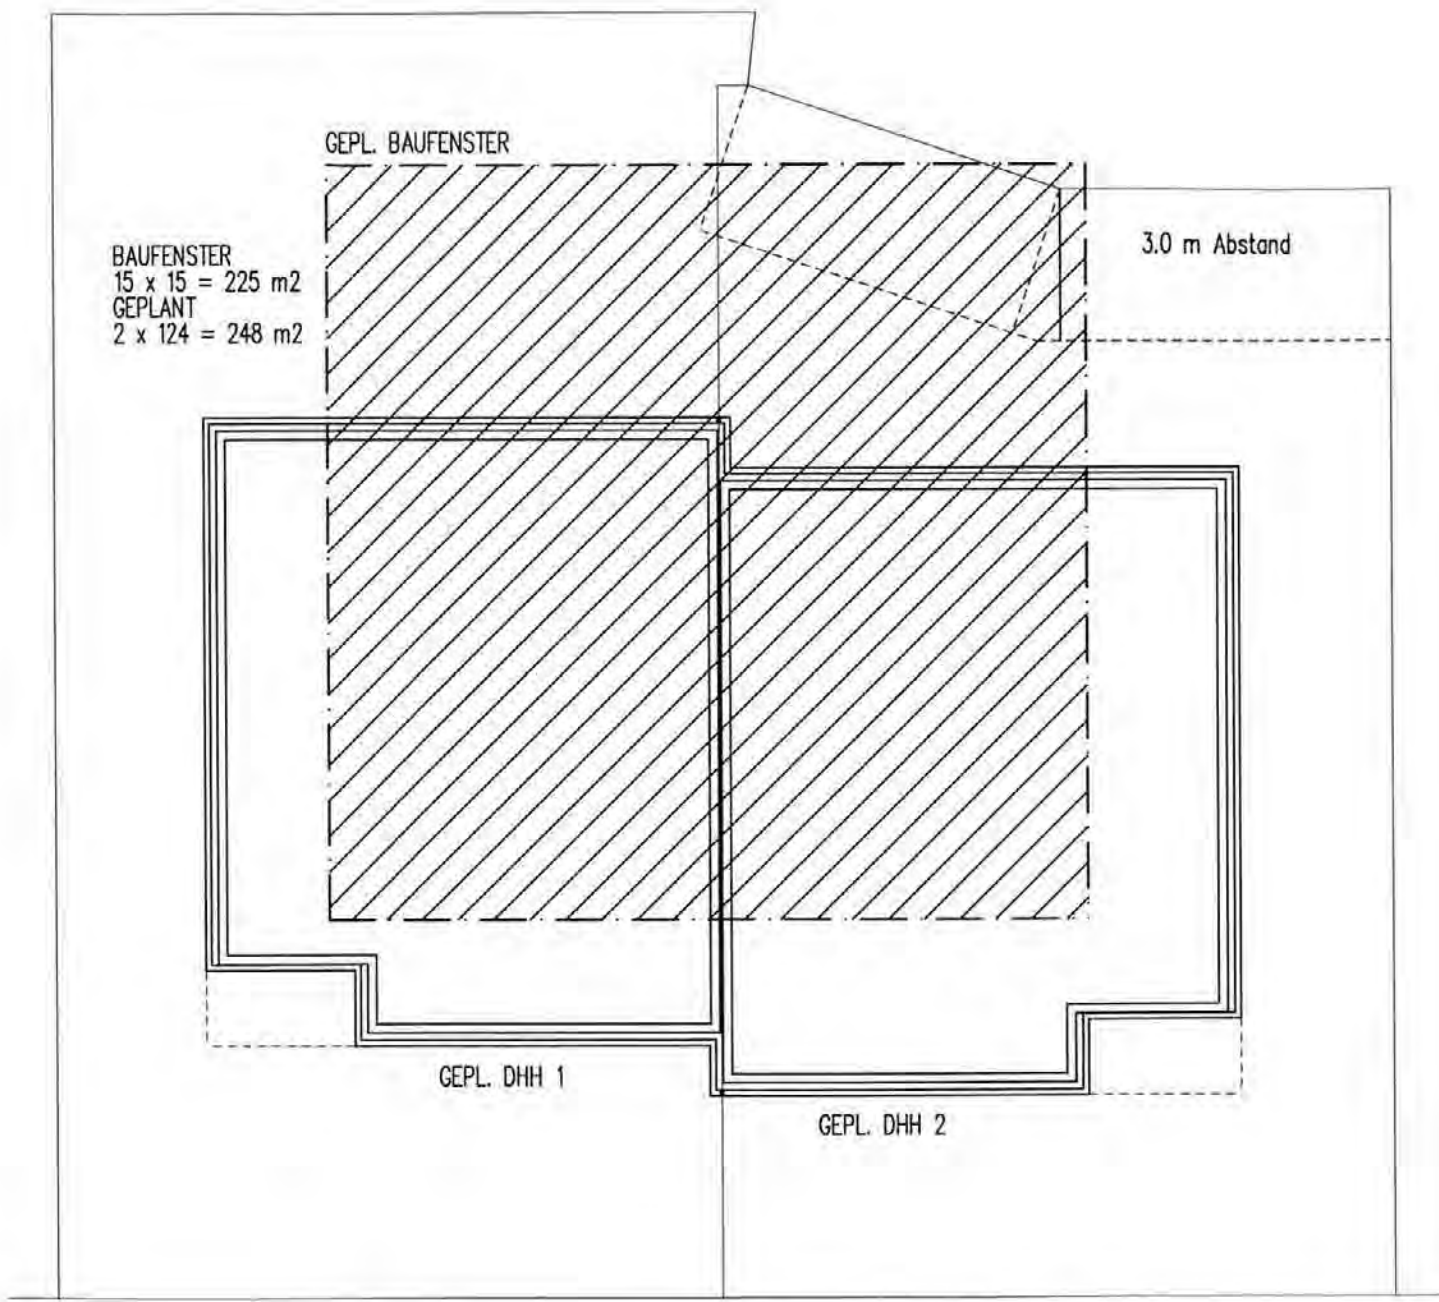 GEPL. BAUFENSTER
BAUFENSTER
15 x 15 = 225 m2
GEPLANT
2 x 124 = 248 m2
3.0 m Abstand
GEPL. DHH 1
GEPL. DHH 2